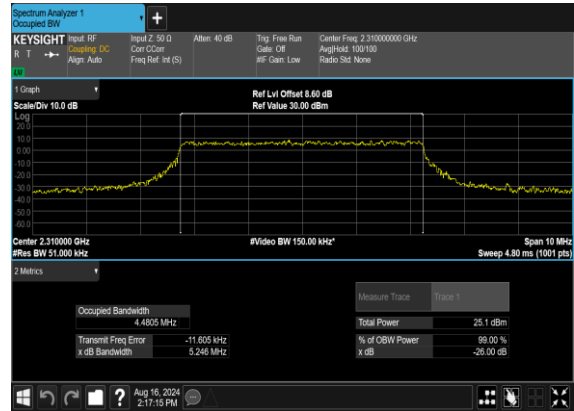 Spectrum Analyzer 1
Occupied BW
KEYSIGHT Input: RF Input Z: 50 Ω Atten: 40 dB Trig: Free Run Center Freq: 2.310000000 GHz
R T Coupling: DC Corr CCorr Gate: Off Avg|Hold: 100/100
Align: Auto Freq Ref: Int (S) #IF Gain: Low Radio Std: None
1 Graph Ref Lvl Offset 8.60 dB
Scale/Div 10.0 dB Ref Value 30.00 dBm
Log
20.0
10.0
0.00
-10.0
-20.0
-30.0
-40.0
-50.0
-60.0
Center 2.310000 GHz #Video BW 150.00 kHz* Span 10 MHz
#Res BW 51.000 kHz Sweep 4.80 ms (1001 pts)
2 Metrics
Measure Trace Trace 1
Occupied Bandwidth
4.4805 MHz Total Power 25.1 dBm
Transmit Freq Error -11.605 kHz % of OBW Power 99.00 %
x dB Bandwidth 5.246 MHz x dB -26.00 dB
? Aug 16, 2024
2:17:15 PM